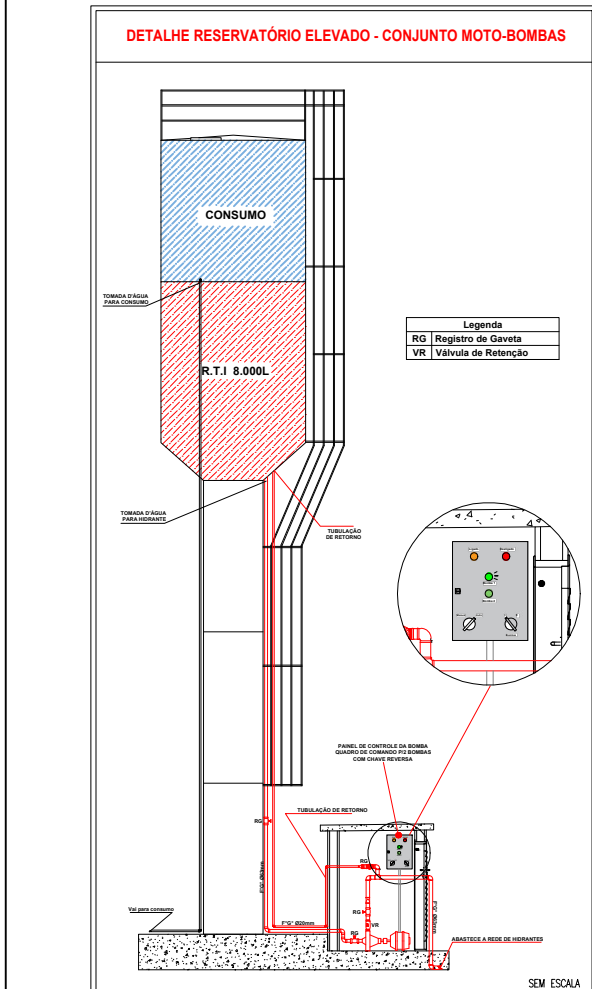 DETALHE RESERVATÓRIO ELEVADO - CONJUNTO MOTO-BOMBAS
CONSUMO
TOMADA D'ÁGUA
PARA CONSUMO
R.T.I 8.000L
Legenda
RG Registro de Gaveta
VR Válvula de Retenção
TOMADA D'ÁGUA
PARA HIDRANTE
TUBULAÇÃO
DE RETORNO
PAINEL DE CONTROLE DA BOMBA
QUADRO DE COMANDO P/2 BOMBAS
COM CHAVE REVERSA
TUBULAÇÃO DE RETORNO
RG
RG
F°G° Ø63mm
RG
Vai para consumo
F°G° Ø20mm
VR
RG
ABASTECE A REDE DE HIDRANTES
SEM ESCALA